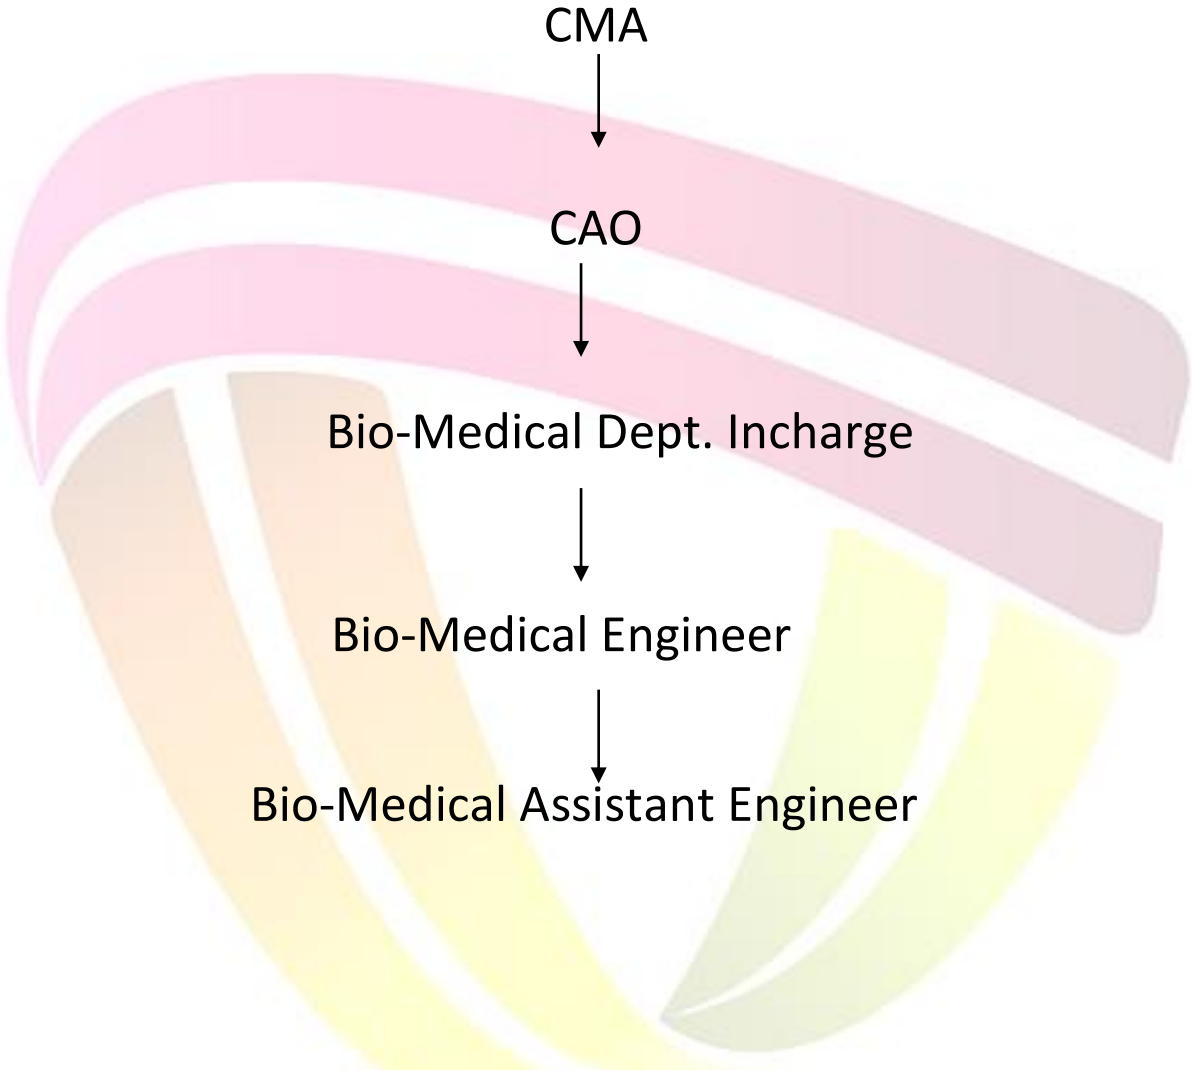 CMA
CAO
Bio-Medical Dept. Incharge
Bio-Medical Engineer
Bio-Medical Assistant Engineer